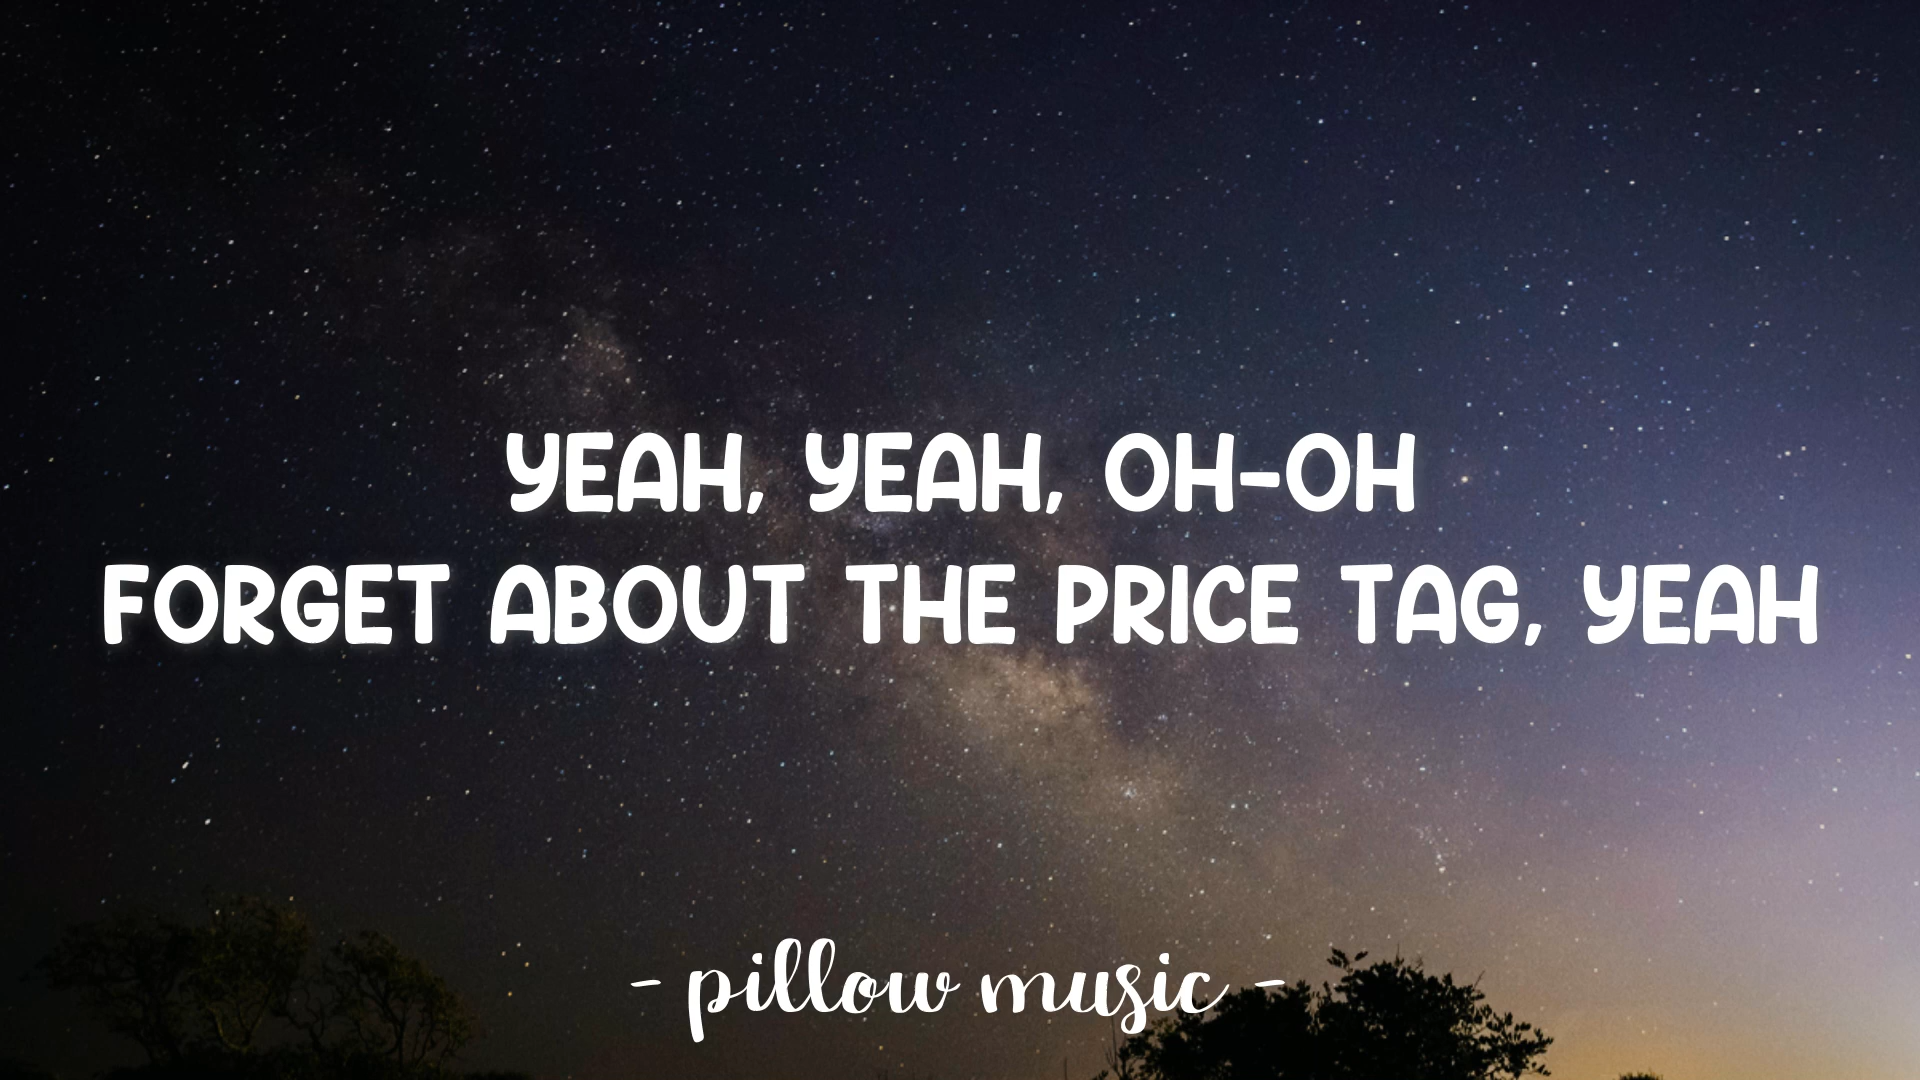 YEAH, YEAH, OH-OH
FORGET ABOUT THE PRICE TAG, YEAH
- pillow music -